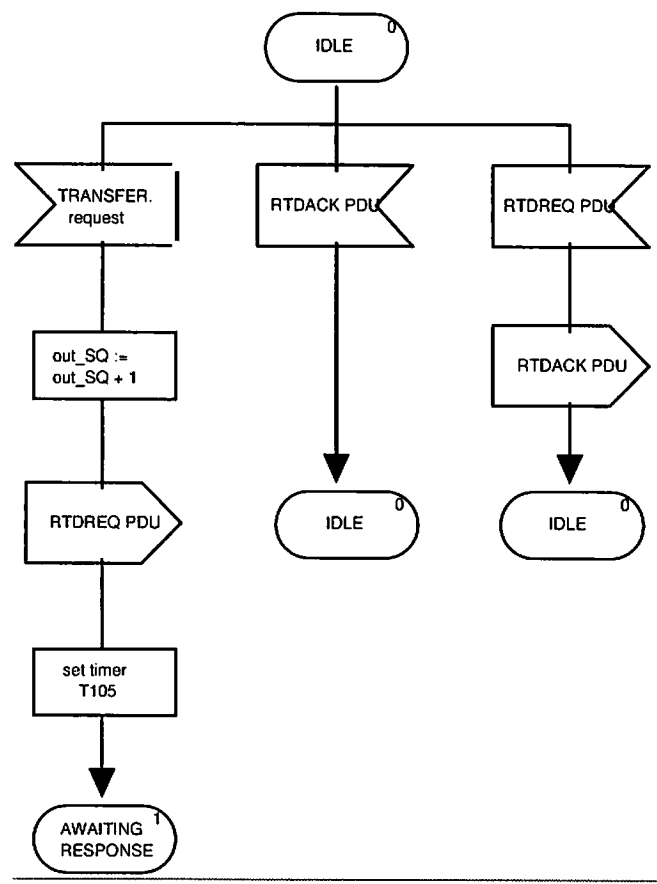 0
IDLE
TRANSFER.
request
RTDACK PDU
RTDREQ PDU
out_SQ :=
out_SQ + 1
RTDACK PDU
RTDREQ PDU
0
IDLE
0
IDLE
set timer
T105
1
AWAITING
RESPONSE